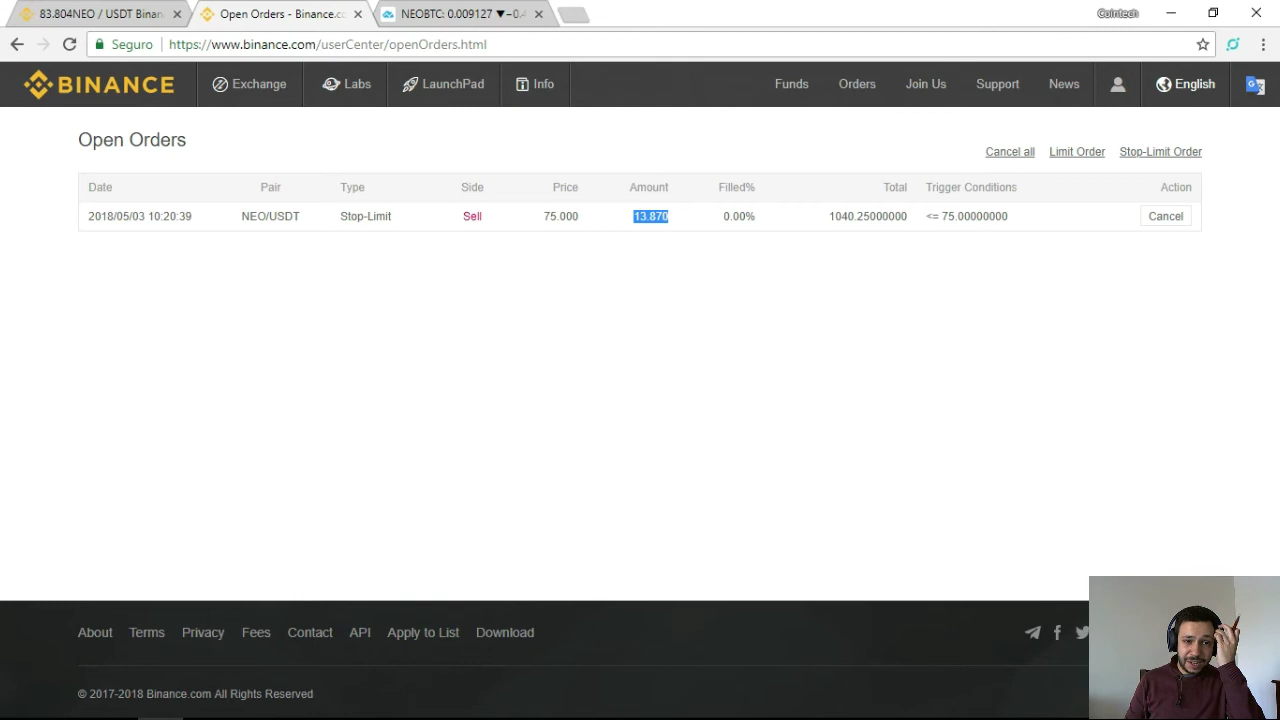 83.804NEO / USDT Binan
Open Orders - Binance.co
NEOBTC: 0.009127 ▼−0.4
Cointech
Seguro
https://www.binance.com/userCenter/openOrders.html
BINANCE
Exchange
Labs
LaunchPad
Info
Funds
Orders
Join Us
Support
News
English
Open Orders
Cancel all Limit Order Stop-Limit Order
Date Pair Type Side Price Amount Filled% Total Trigger Conditions Action
2018/05/03 10:20:39 NEO/USDT Stop-Limit Sell 75.000 13.870 0.00% 1040.25000000 <= 75.00000000 Cancel
About Terms Privacy Fees Contact API Apply to List Download
© 2017-2018 Binance.com All Rights Reserved